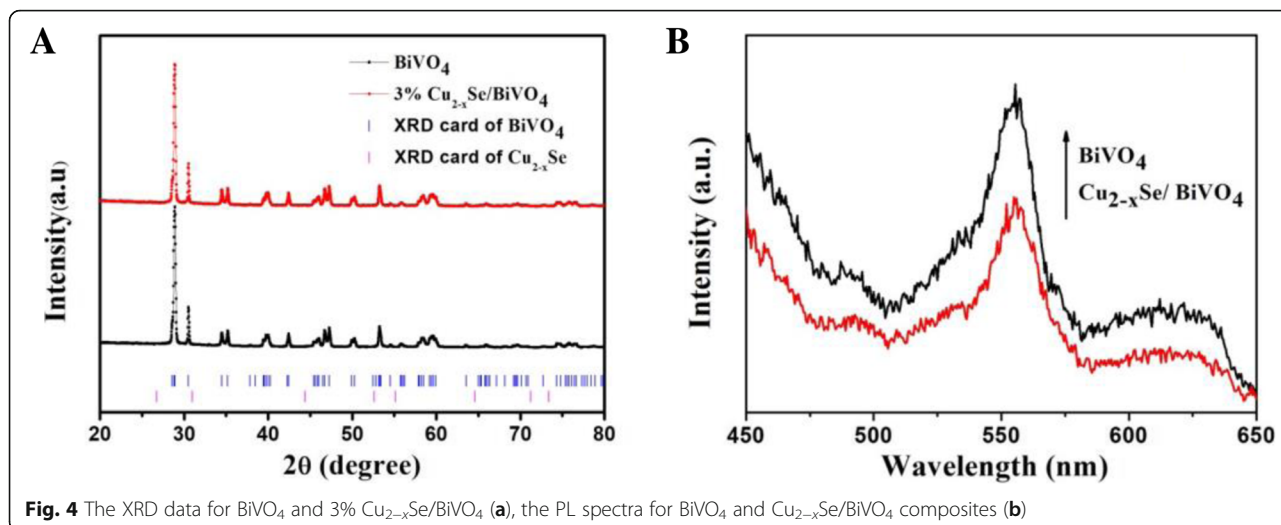 A
BiVO₄
3% Cu₂₋ₓSe/BiVO₄
XRD card of BiVO₄
XRD card of Cu₂₋ₓSe
Intensity(a.u)
20 30 40 50 60 70 80
2θ (degree)
B
BiVO₄
Cu₂₋ₓSe/ BiVO₄
Intensity (a.u.)
450 500 550 600 650
Wavelength (nm)
Fig. 4 The XRD data for BiVO₄ and 3% Cu₂₋ₓSe/BiVO₄ (a), the PL spectra for BiVO₄ and Cu₂₋ₓSe/BiVO₄ composites (b)